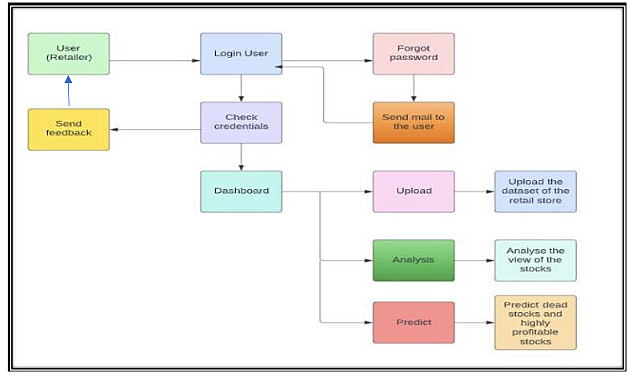 User
(Retailer)
Login User
Forgot
password
Send
feedback
Check
credentials
Send mail to
the user
Dashboard
Upload
Upload the
dataset of the
retail store
Analysis
Analyse the
view of the
stocks
Predict
Predict dead
stocks and
highly
profitable
stocks